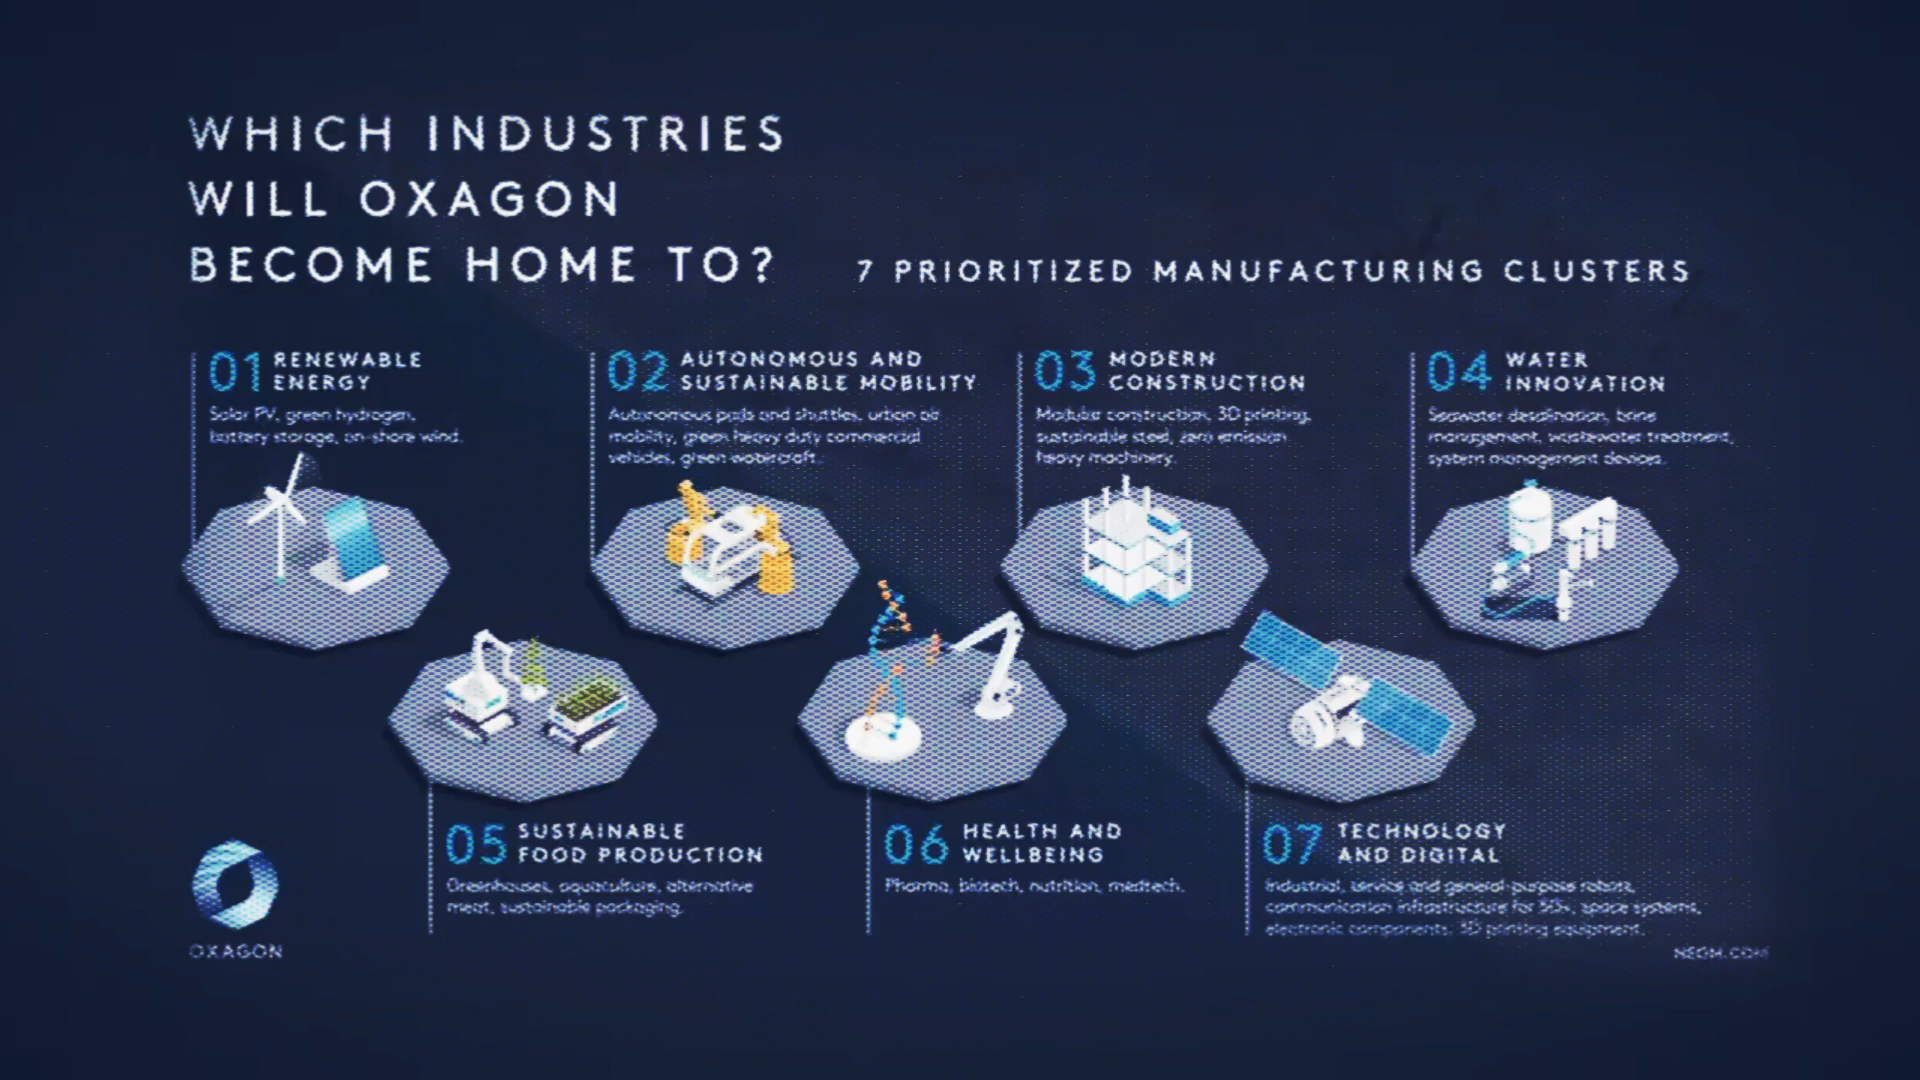 WHICH INDUSTRIES
WILL OXAGON
BECOME HOME TO?
7 PRIORITIZED MANUFACTURING CLUSTERS
01 RENEWABLE
ENERGY
Solar PV, green hydrogen,
battery storage, on-shore wind.
02 AUTONOMOUS AND
SUSTAINABLE MOBILITY
Autonomous pods and shuttles, urban air
mobility, green heavy duty commercial
vehicles, green watercraft.
03 MODERN
CONSTRUCTION
Modular construction, 3D printing,
sustainable steel, zero emission
heavy machinery.
04 WATER
INNOVATION
Seawater desalination, brine
management, wastewater treatment,
system management devices.
05 SUSTAINABLE
FOOD PRODUCTION
Greenhouses, aquaculture, alternative
meat, sustainable packaging.
06 HEALTH AND
WELLBEING
Pharma, biotech, nutrition, medtech.
07 TECHNOLOGY
AND DIGITAL
Industrial, service and general-purpose robots,
communication infrastructure for 5G+, space systems,
electronic components, 3D printing equipment.
OXAGON
NEOM.COM